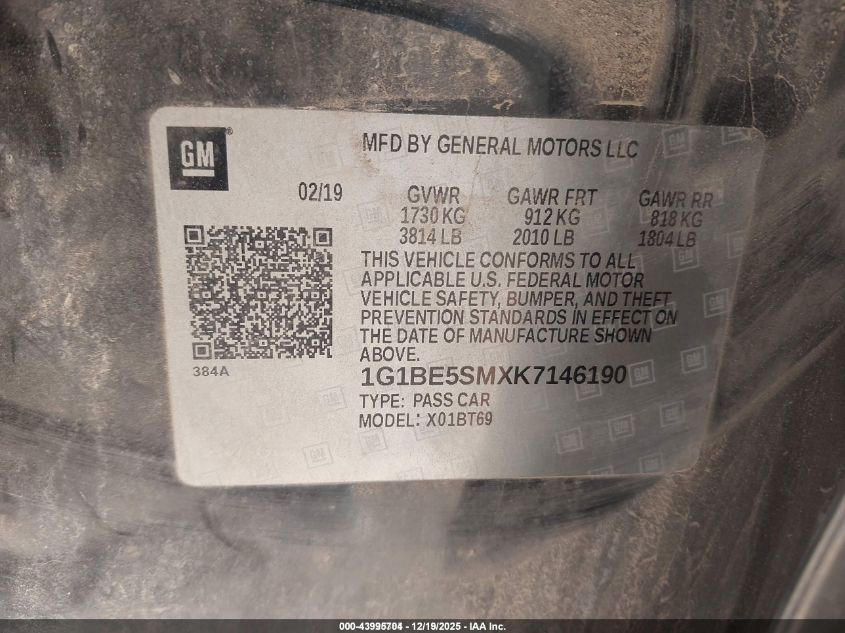 GM ®
MFD BY GENERAL MOTORS LLC
02/19 GVWR GAWR FRT GAWR RR
1730 KG 912 KG 818 KG
3814 LB 2010 LB 1804 LB
THIS VEHICLE CONFORMS TO ALL
APPLICABLE U.S. FEDERAL MOTOR
VEHICLE SAFETY, BUMPER, AND THEFT
PREVENTION STANDARDS IN EFFECT ON
THE DATE OF MANUFACTURE SHOWN
ABOVE.
384A
1G1BE5SMXK7146190
TYPE: PASS CAR
MODEL: X01BT69
000-43995704 - 12/19/2025 - IAA Inc.